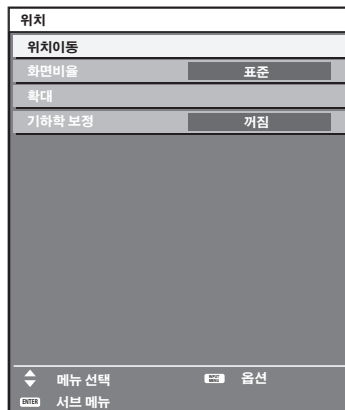 위치
위치이동
화면비율 표준
확대
기하학 보정 꺼짐
메뉴 선택 옵션
ENTER 서브 메뉴